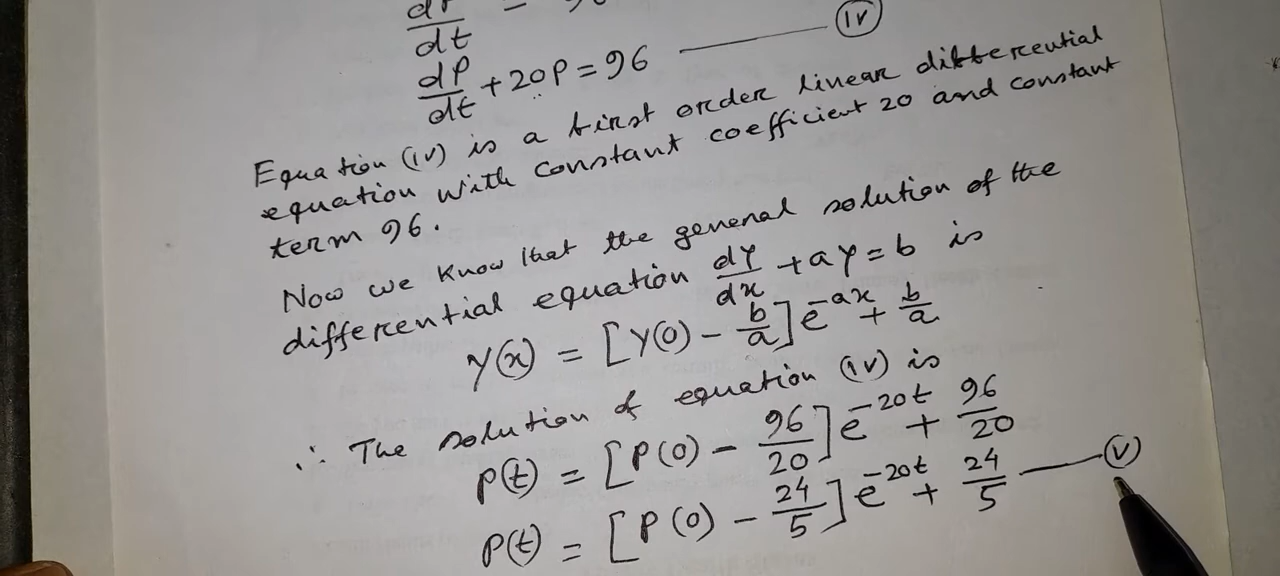 dt
dP/dt + 20P = 96 (iv)
Equation (iv) is a first order linear differential
equation with constant coefficient 20 and constant
term 96.
Now we know that the general solution of the
differential equation dy/dx + ay = b is
y(x) = [y(0) - b/a] e^-ax + b/a
∴ The solution of equation (iv) is
P(t) = [P(0) - 96/20] e^-20t + 96/20
P(t) = [P(0) - 24/5] e^-20t + 24/5 (v)